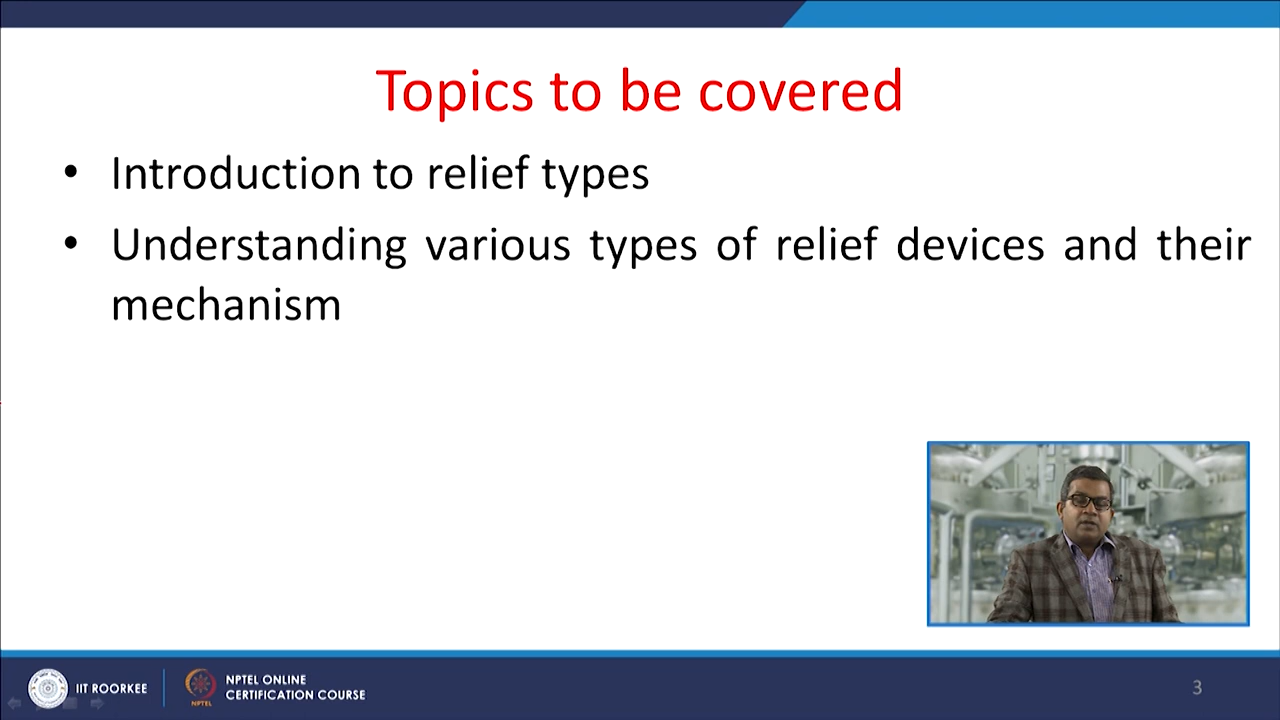 Topics to be covered
• Introduction to relief types
• Understanding various types of relief devices and their
mechanism
IIT ROORKEE
NPTEL
NPTEL ONLINE
CERTIFICATION COURSE
3